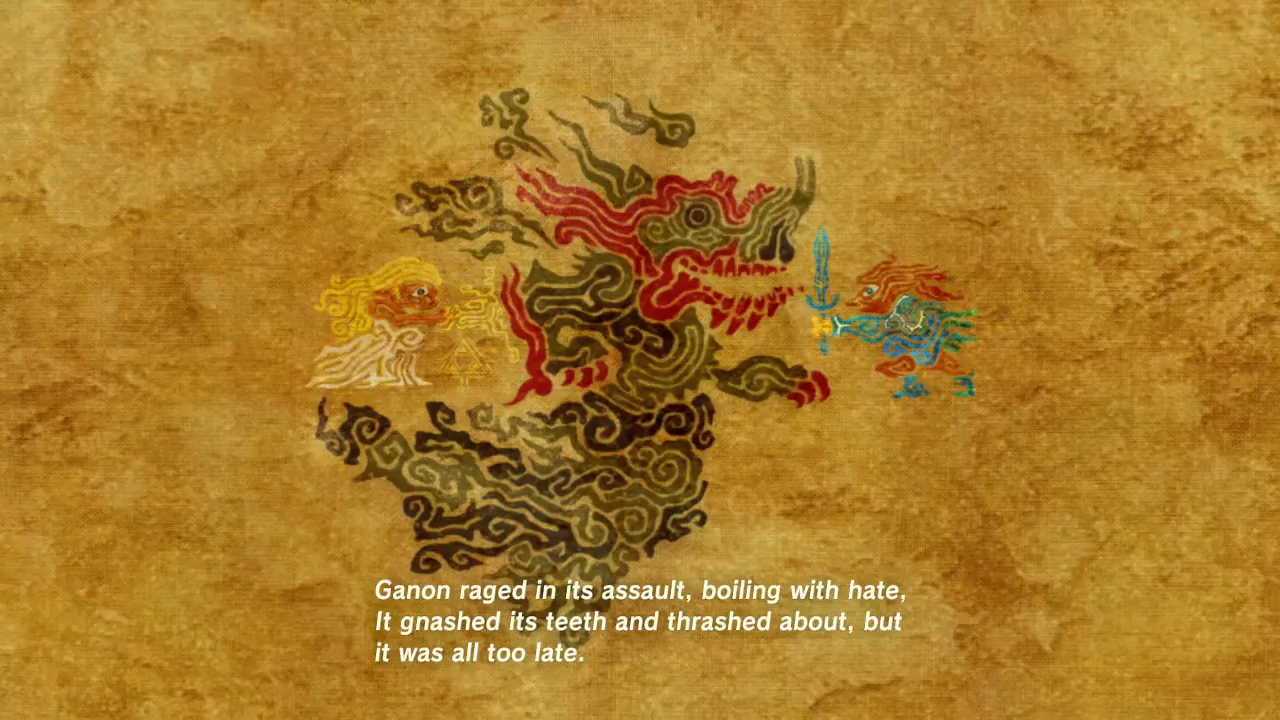 Ganon raged in its assault, boiling with hate,
It gnashed its teeth and thrashed about, but
it was all too late.